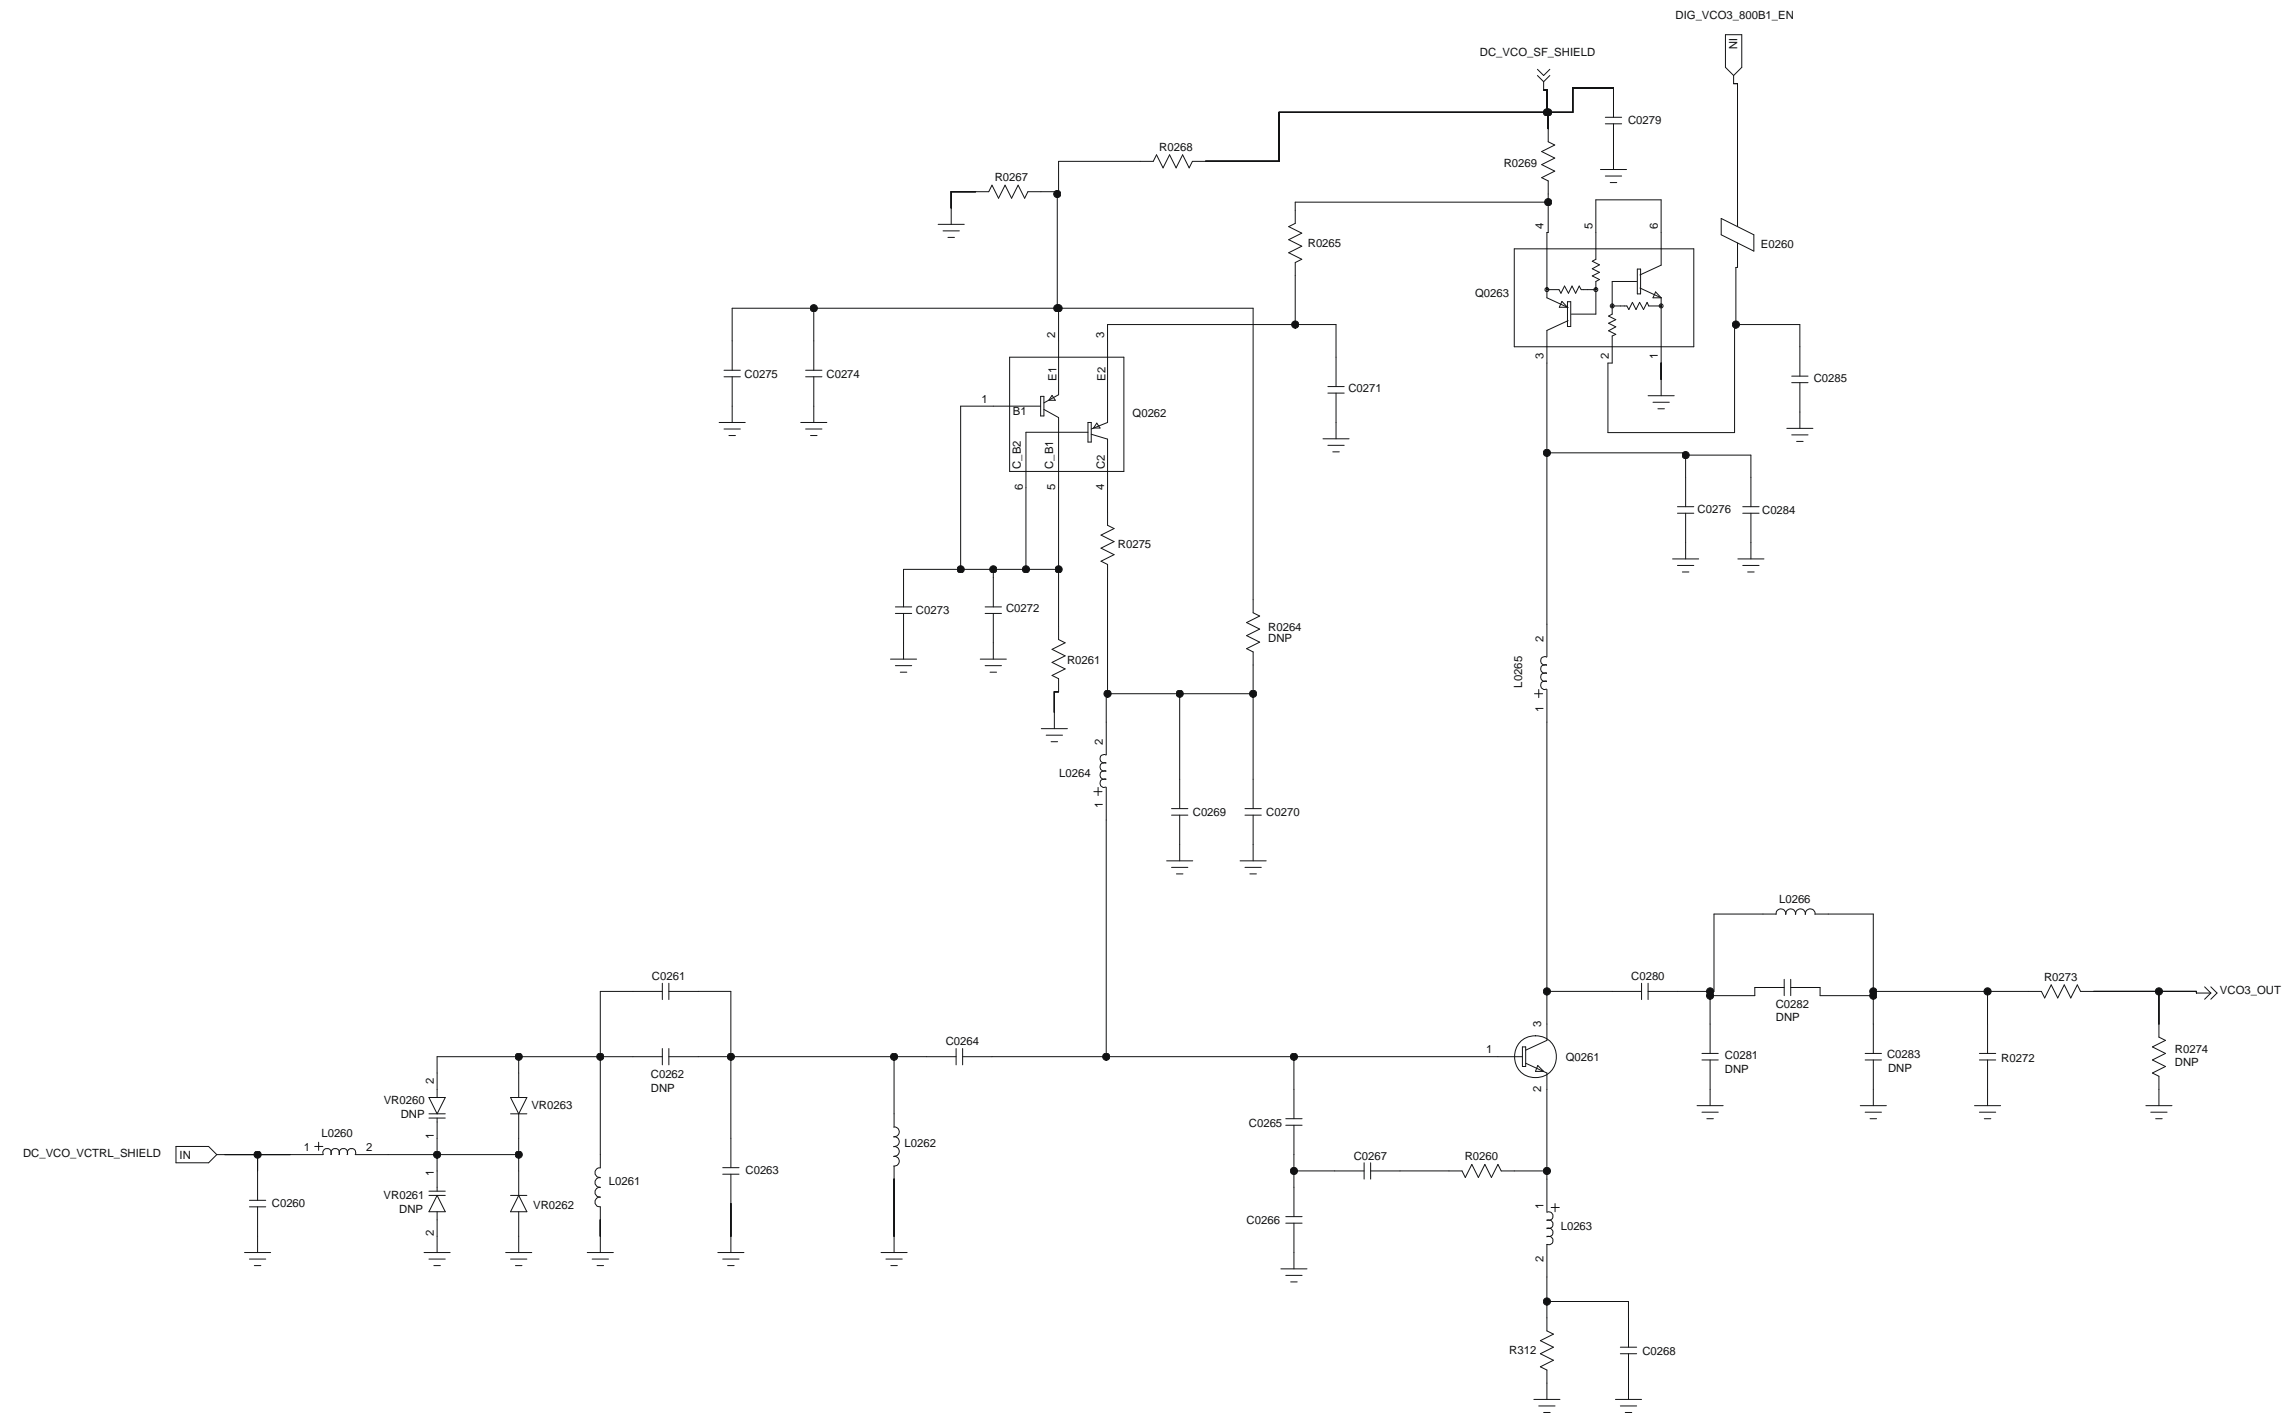 DIG_VCO3_800B1_EN
IN
DC_VCO_SF_SHIELD
C0279
R0268
R0269
R0267
4
5
6
R0265
E0260
Q0263
2
3
3
2
1
C0275
C0274
E1
E2
C0271
C0285
1
B1
Q0262
C_B2
C_B1
C2
6
5
4
C0276
C0284
R0275
C0273
C0272
R0264
DNP
R0261
2
L0265
+
1
2
L0264
+
1
C0269
C0270
L0266
C0261
C0280
R0273
VCO3_OUT
C0282
DNP
3
C0264
1
Q0261
C0281
DNP
C0283
DNP
R0272
R0274
DNP
C0262
DNP
2
2
VR0260
DNP
VR0263
1
C0265
L0260
1
+
2
L0262
DC_VCO_VCTRL_SHIELD
IN
C0267
R0260
1
C0263
L0261
VR0261
DNP
VR0262
C0260
2
1
+
C0266
L0263
2
R312
C0268